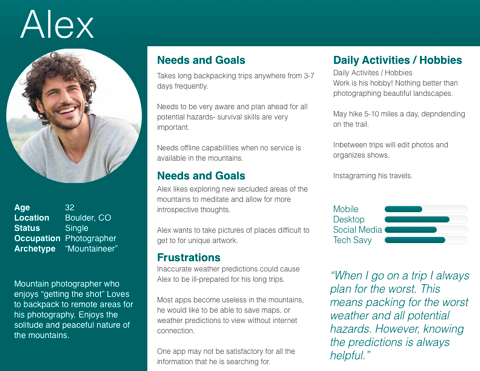 Alex
Age 32
Location Boulder, CO
Status Single
Occupation Photographer
Archetype "Mountaineer"
Mountain photographer who
enjoys "getting the shot" Loves
to backpack to remote areas for
his photography. Enjoys the
solitude and peaceful nature of
the mountains.
Needs and Goals
Takes long backpacking trips anywhere from 3-7
days frequently.
Needs to be very aware and plan ahead for all
potential hazards- survival skills are very
important.
Needs offline capabilities when no service is
available in the mountains.
Needs and Goals
Alex likes exploring new secluded areas of the
mountains to meditate and allow for more
introspective thoughts.
Alex wants to take pictures of places difficult to
get to for unique artwork.
Frustrations
Inaccurate weather predictions could cause
Alex to be ill-prepared for his long trips.
Most apps become useless in the mountains,
he would like to be able to save maps, or
weather predictions to view without internet
connection.
One app may not be satisfactory for all the
information that he is searching for.
Daily Activities / Hobbies
Daily Activites / Hobbies
Work is his hobby! Nothing better than
photographing beautiful landscapes.
May hike 5-10 miles a day, depndending
on the trail.
Inbetween trips will edit photos and
organizes shows.
Instagraming his travels.
Mobile
Desktop
Social Media
Tech Savy
"When I go on a trip I always
plan for the worst. This
means packing for the worst
weather and all potential
hazards. However, knowing
the predictions is always
helpful."